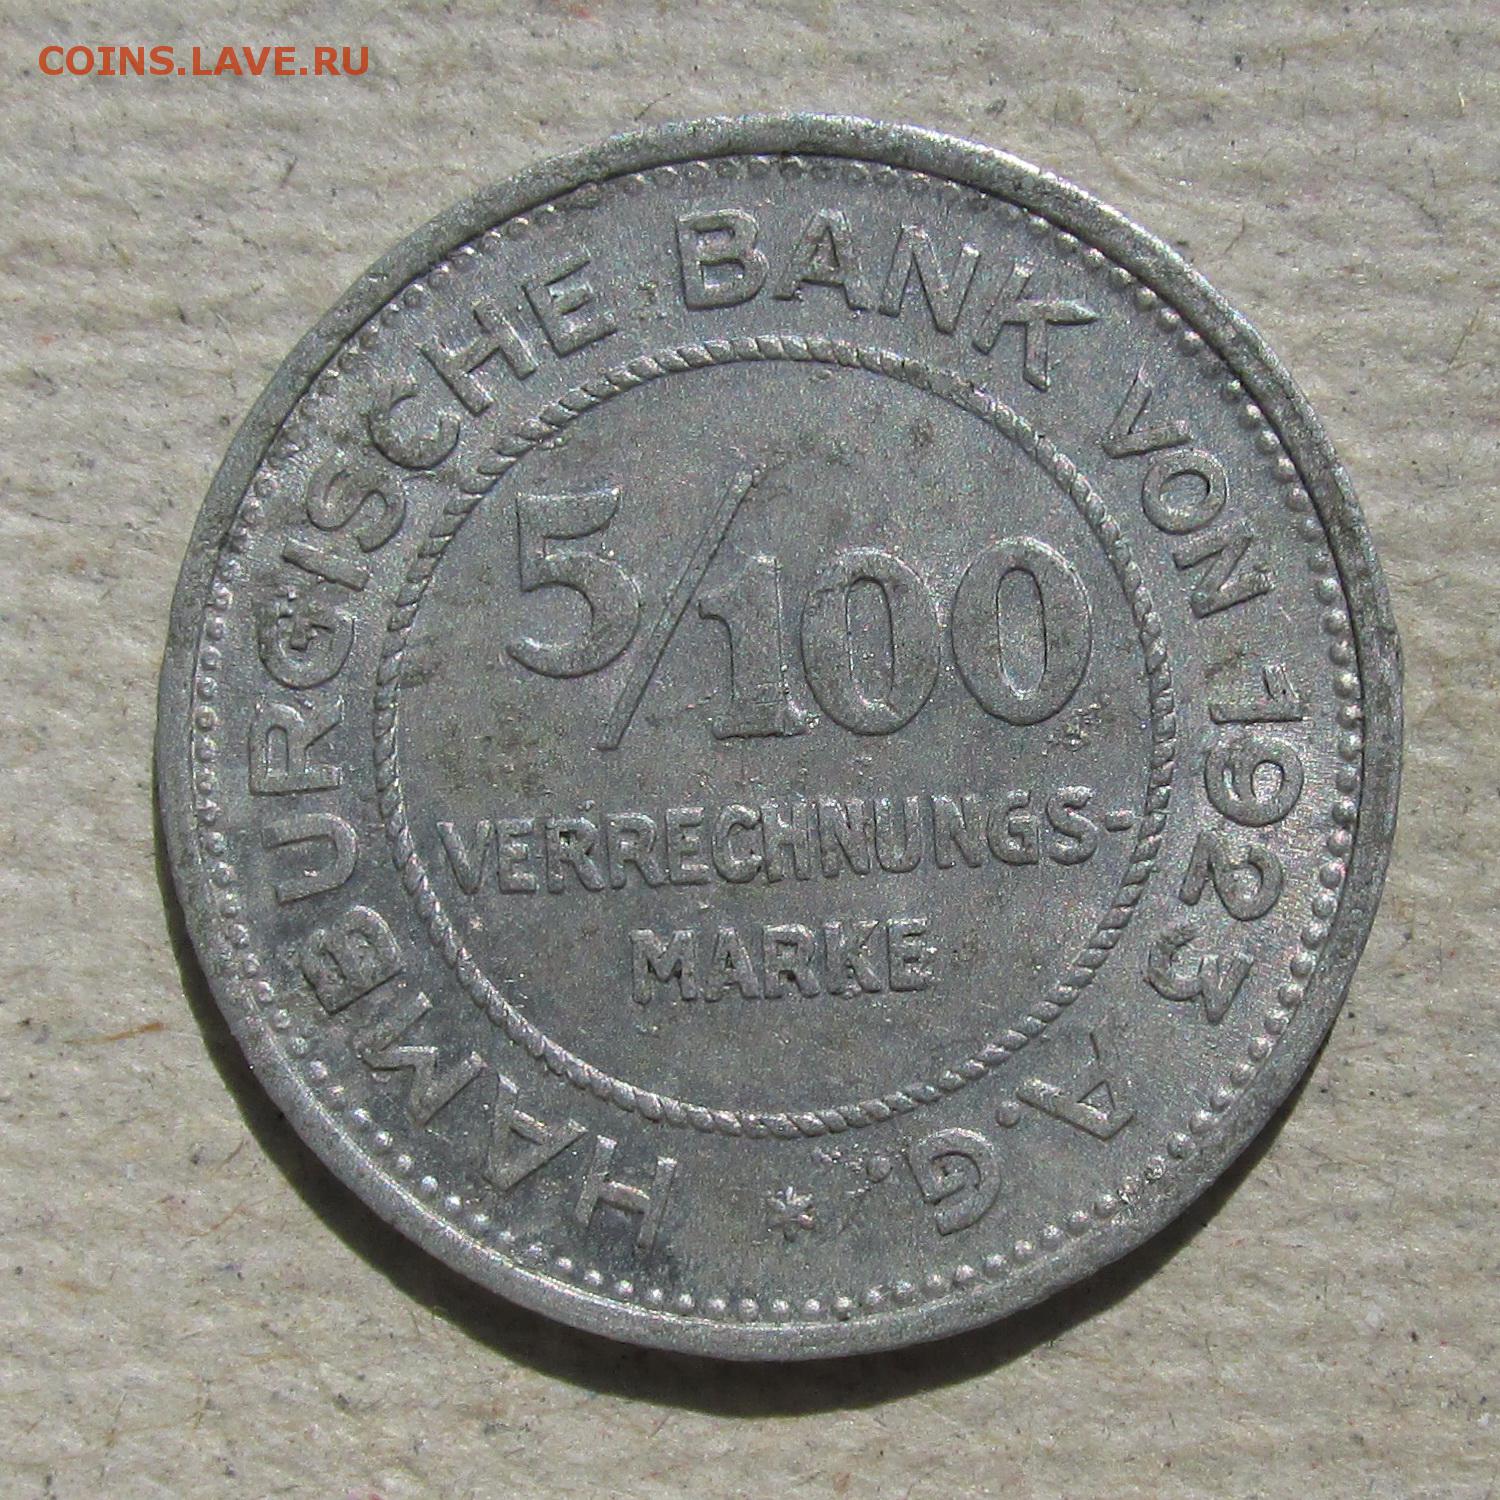 COINS.LAVE.RU
HAMBURGISCHE BANK VON 1923 A.G. *
5/100
VERRECHNUNGS-
MARKE